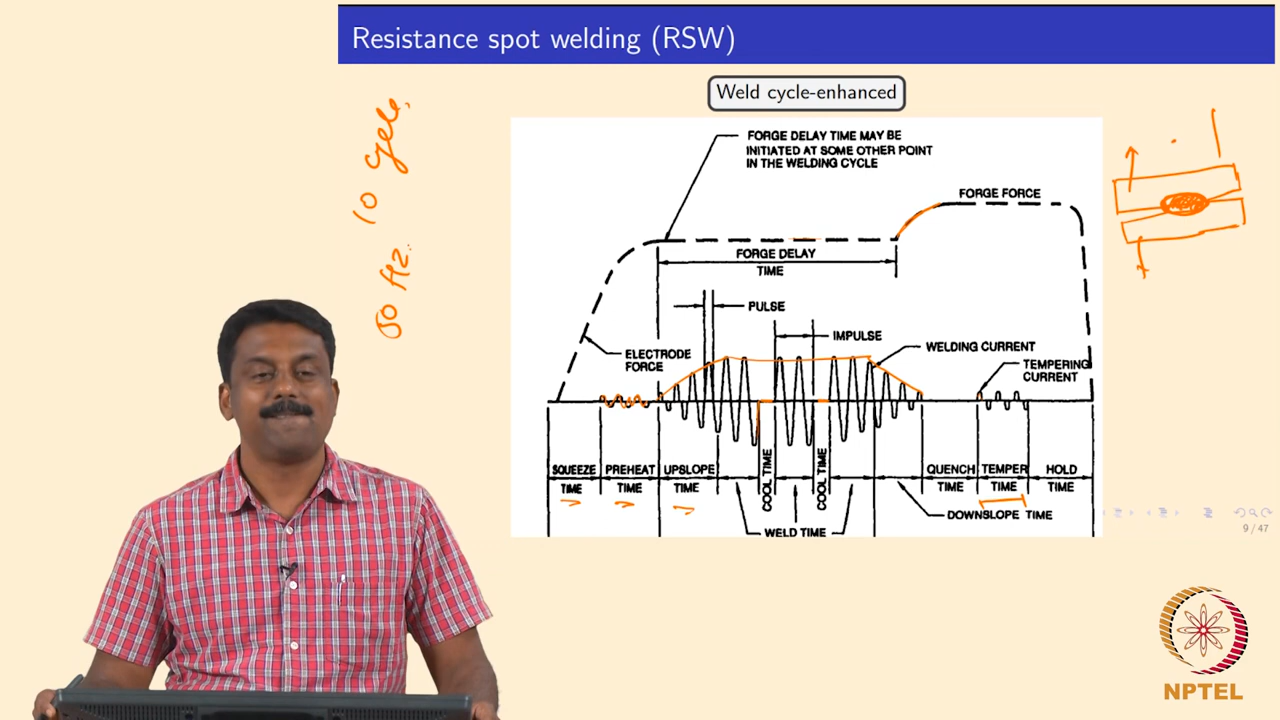 Resistance spot welding (RSW)
Weld cycle-enhanced
FORGE DELAY TIME MAY BE
INITIATED AT SOME OTHER POINT
IN THE WELDING CYCLE
FORGE FORCE
FORGE DELAY
TIME
PULSE
IMPULSE
ELECTRODE
FORCE
WELDING CURRENT
TEMPERING
CURRENT
SQUEEZE
TIME
PREHEAT
TIME
UPSLOPE
TIME
COOL TIME
COOL TIME
WELD TIME
QUENCH
TIME
TEMPER
TIME
HOLD
TIME
DOWNSLOPE TIME
50 Hz. 10 cycle,
9 / 47
NPTEL